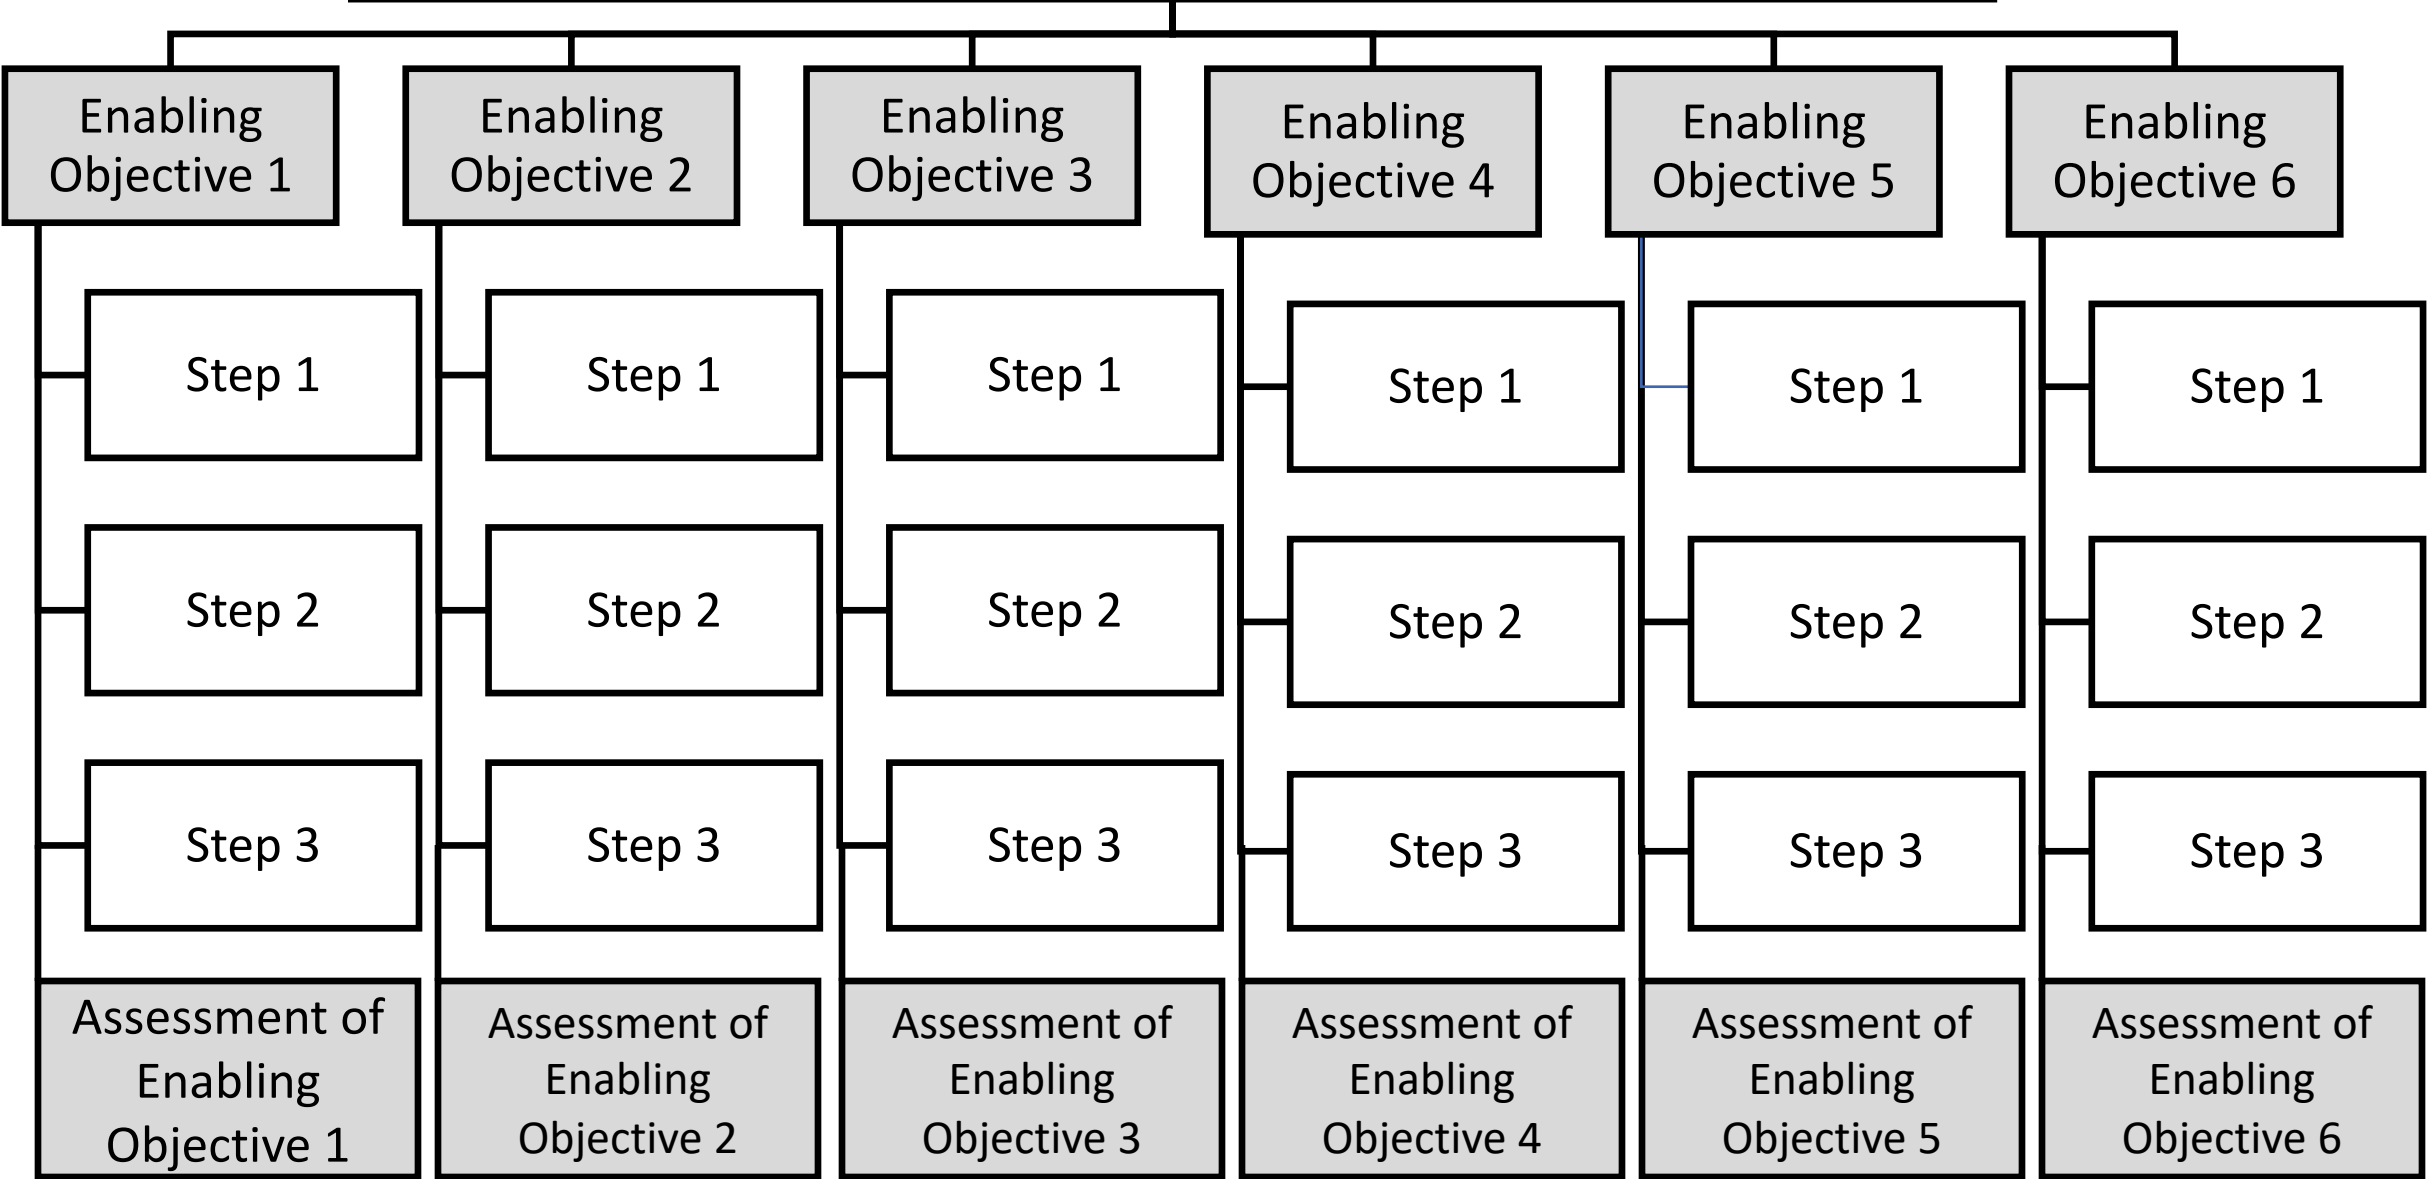 Enabling
Objective 1
Enabling
Objective 2
Enabling
Objective 3
Enabling
Objective 4
Enabling
Objective 5
Enabling
Objective 6
Step 1
Step 1
Step 1
Step 1
Step 1
Step 1
Step 2
Step 2
Step 2
Step 2
Step 2
Step 2
Step 3
Step 3
Step 3
Step 3
Step 3
Step 3
Assessment of
Enabling
Objective 1
Assessment of
Enabling
Objective 2
Assessment of
Enabling
Objective 3
Assessment of
Enabling
Objective 4
Assessment of
Enabling
Objective 5
Assessment of
Enabling
Objective 6